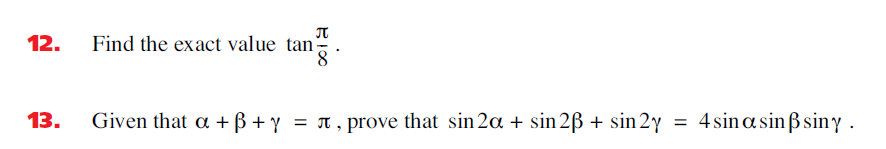 12. Find the exact value tan π/8 .
13. Given that α + β + γ = π , prove that sin 2α + sin 2β + sin 2γ = 4 sin α sin β sin γ .